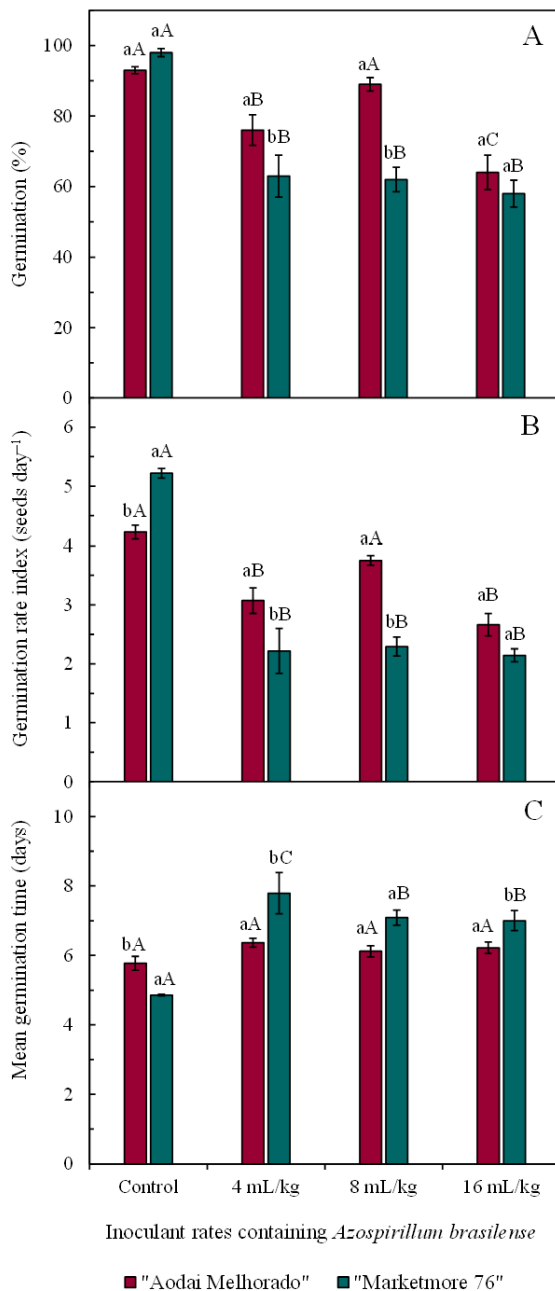 A
Germination (%)
100
80
60
40
20
0
aA aA
aB bB
aA bB
aC aB
B
Germination rate index (seeds day⁻¹)
6
5
4
3
2
1
0
bA aA
aB bB
aA bB
aB aB
C
Mean germination time (days)
10
8
6
4
2
0
bA aA
aA bC
aA aB
aA bB
Control 4 mL/kg 8 mL/kg 16 mL/kg
Inoculant rates containing Azospirillum brasilense
"Aodai Melhorado" "Marketmore 76"